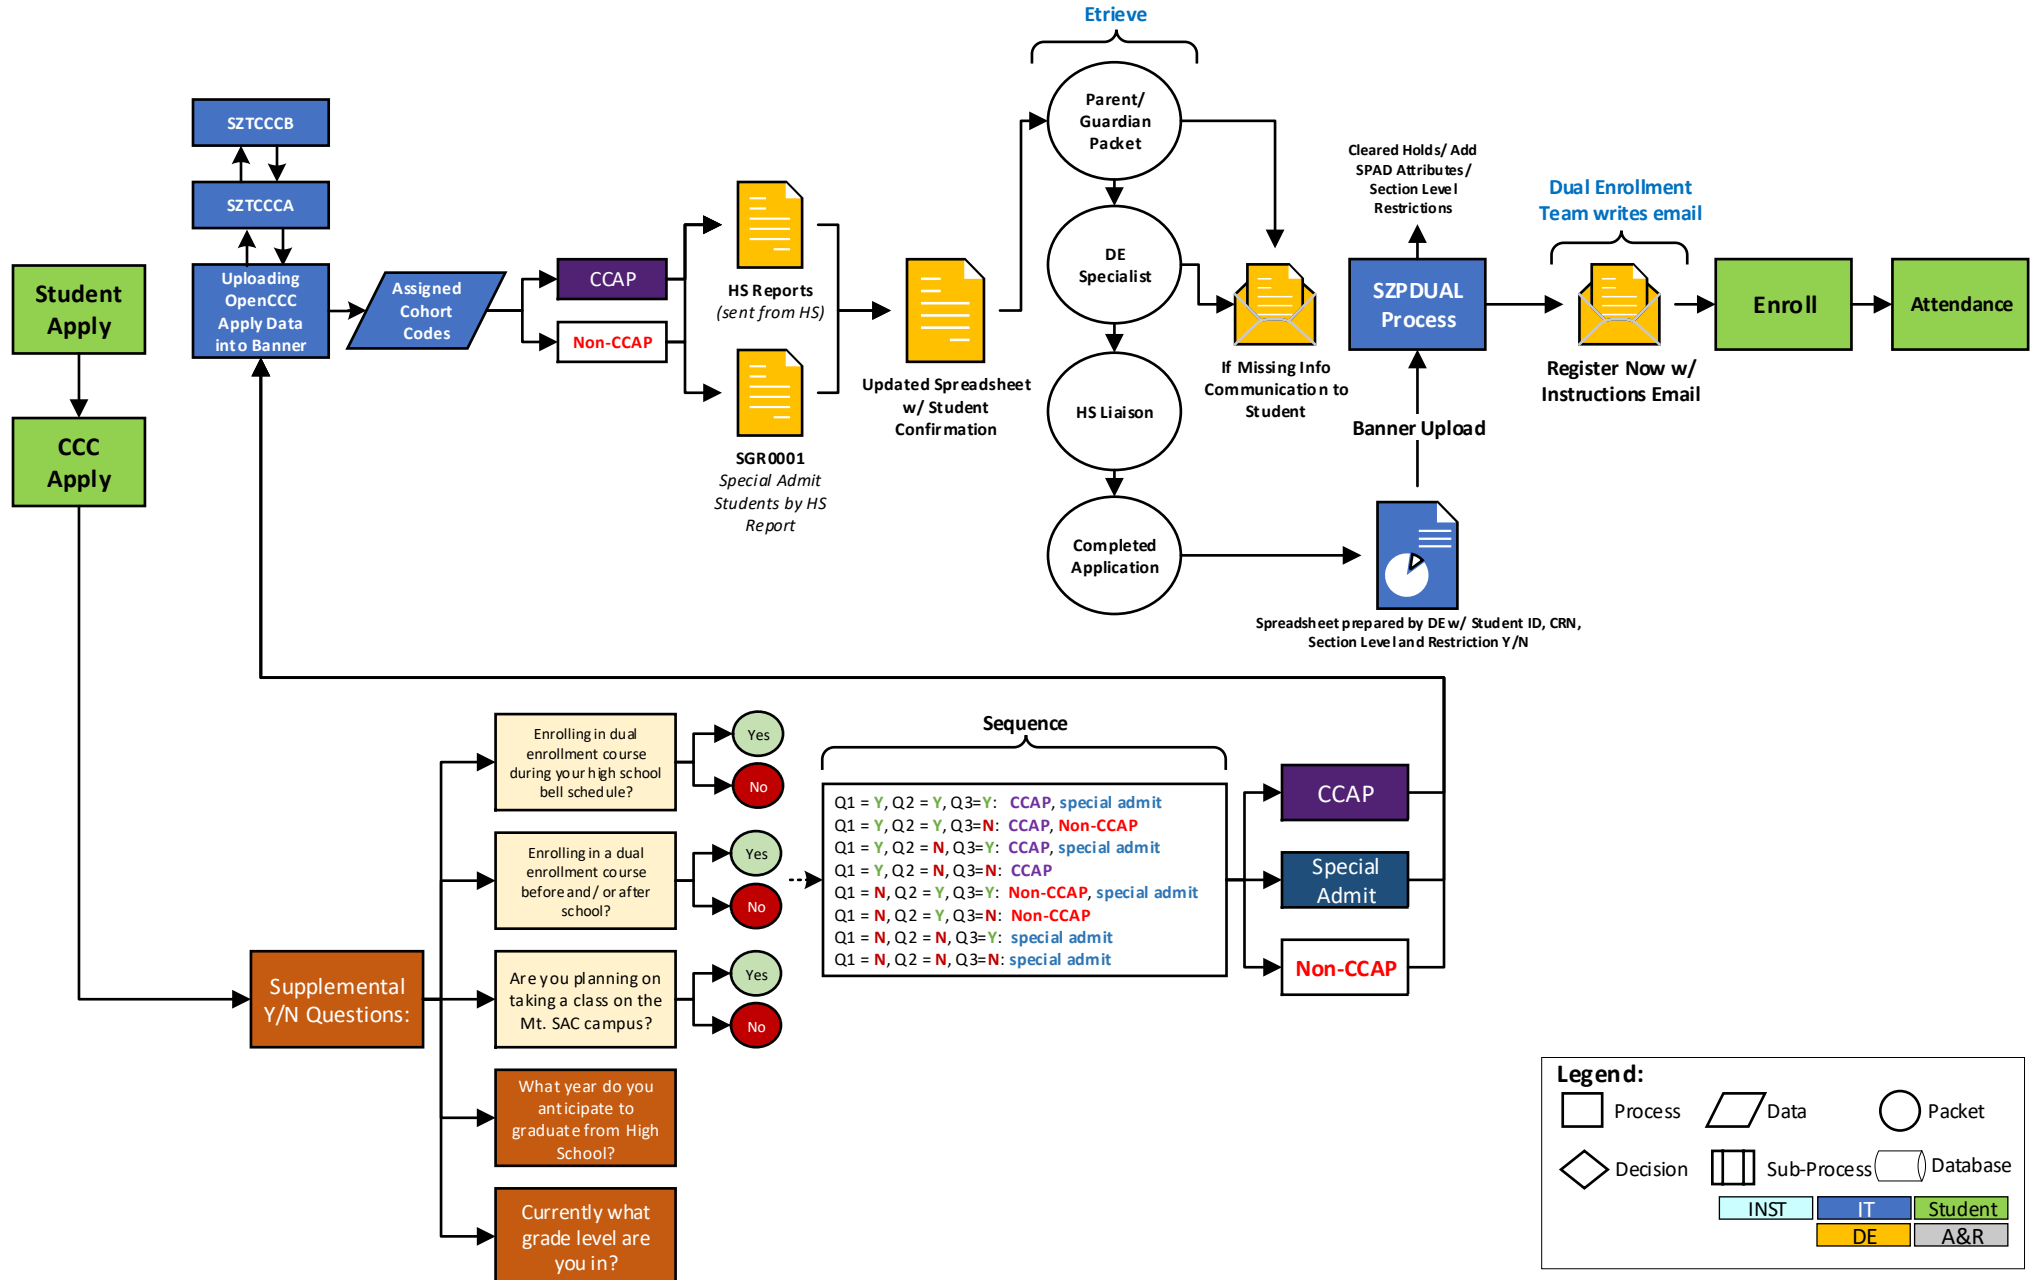 Etrieve
SZTCCCB
SZTCCCA
Uploading
OpenCCC
Apply Data
into Banner
Student
Apply
CCC
Apply
Assigned
Cohort
Codes
CCAP
Non-CCAP
HS Reports
(sent from HS)
SGR0001
Special Admit
Students by HS
Report
Updated Spreadsheet
w/ Student
Confirmation
Parent/
Guardian
Packet
DE
Specialist
HS Liaison
Completed
Application
If Missing Info
Communication to
Student
Cleared Holds/ Add
SPAD Attributes/
Section Level
Restrictions
SZPDUAL
Process
Banner Upload
Spreadsheet prepared by DE w/ Student ID, CRN,
Section Level and Restriction Y/N
Dual Enrollment
Team writes email
Register Now w/
Instructions Email
Enroll
Attendance
Supplemental
Y/N Questions:
Enrolling in dual
enrollment course
during your high school
bell schedule?
Yes
No
Enrolling in a dual
enrollment course
before and/ or after
school?
Yes
No
Are you planning on
taking a class on the
Mt. SAC campus?
Yes
No
What year do you
anticipate to
graduate from High
School?
Currently what
grade level are
you in?
Sequence
Q1 = Y, Q2 = Y, Q3=Y: CCAP, special admit
Q1 = Y, Q2 = Y, Q3=N: CCAP, Non-CCAP
Q1 = Y, Q2 = N, Q3=Y: CCAP, special admit
Q1 = Y, Q2 = N, Q3=N: CCAP
Q1 = N, Q2 = Y, Q3=Y: Non-CCAP, special admit
Q1 = N, Q2 = Y, Q3=N: Non-CCAP
Q1 = N, Q2 = N, Q3=Y: special admit
Q1 = N, Q2 = N, Q3=N: special admit
CCAP
Special
Admit
Non-CCAP
Legend:
Process
Data
Packet
Decision
Sub-Process
Database
INST
IT
Student
DE
A&R